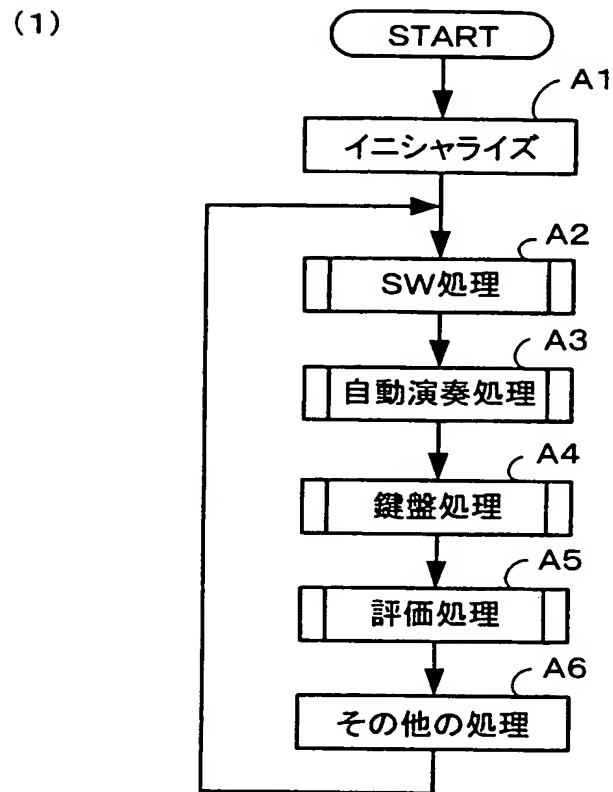 (1)
START
A1
イニシャライズ
A2
SW処理
A3
自動演奏処理
A4
鍵盤処理
A5
評価処理
A6
その他の処理